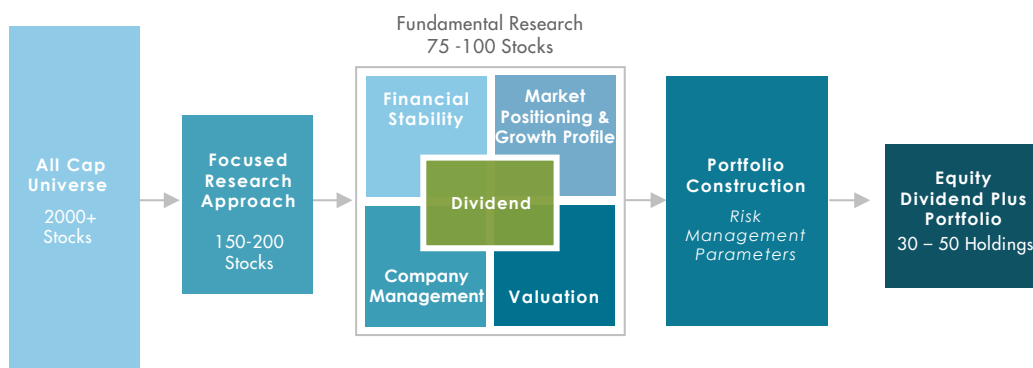 Fundamental Research
75 -100 Stocks
All Cap
Universe
2000+
Stocks
Focused
Research
Approach
150-200
Stocks
Financial
Stability
Market
Positioning &
Growth Profile
Dividend
Company
Management
Valuation
Portfolio
Construction
Risk
Management
Parameters
Equity
Dividend Plus
Portfolio
30 – 50 Holdings